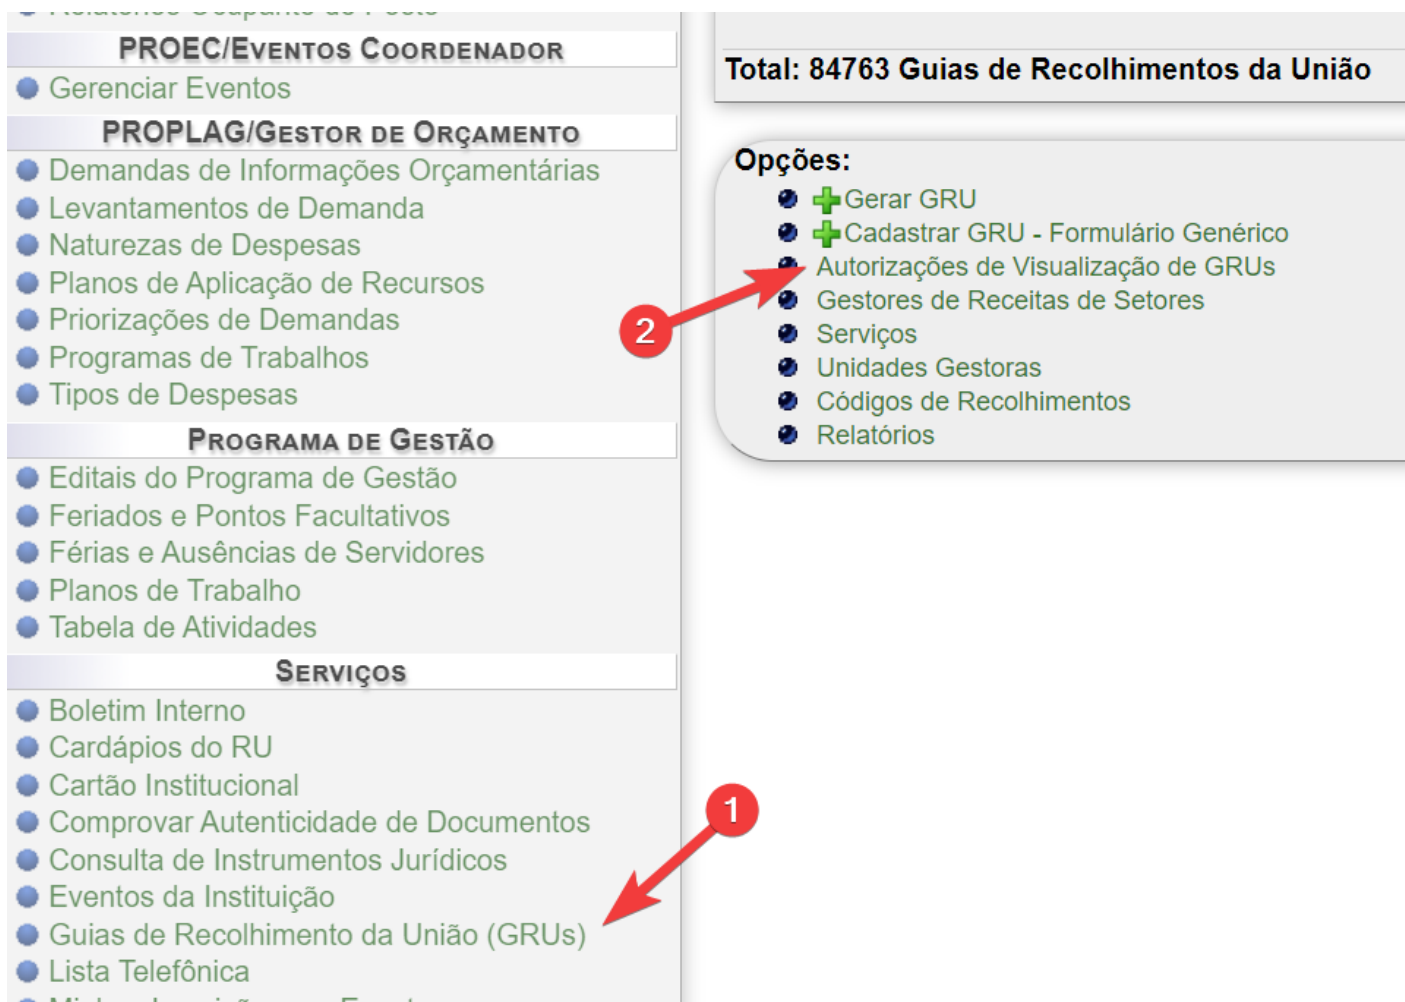 PROEC/Eventos Coordenador
Gerenciar Eventos
PROPLAG/Gestor de Orçamento
Demandas de Informações Orçamentárias
Levantamentos de Demanda
Naturezas de Despesas
Planos de Aplicação de Recursos
Priorizações de Demandas
Programas de Trabalhos
Tipos de Despesas
Programa de Gestão
Editais do Programa de Gestão
Feriados e Pontos Facultativos
Férias e Ausências de Servidores
Planos de Trabalho
Tabela de Atividades
Serviços
Boletim Interno
Cardápios do RU
Cartão Institucional
Comprovar Autenticidade de Documentos
Consulta de Instrumentos Jurídicos
Eventos da Instituição
Guias de Recolhimento da União (GRUs)
Lista Telefônica
1
Total: 84763 Guias de Recolhimentos da União
Opções:
Gerar GRU
Cadastrar GRU - Formulário Genérico
Autorizações de Visualização de GRUs
Gestores de Receitas de Setores
Serviços
Unidades Gestoras
Códigos de Recolhimentos
Relatórios
2